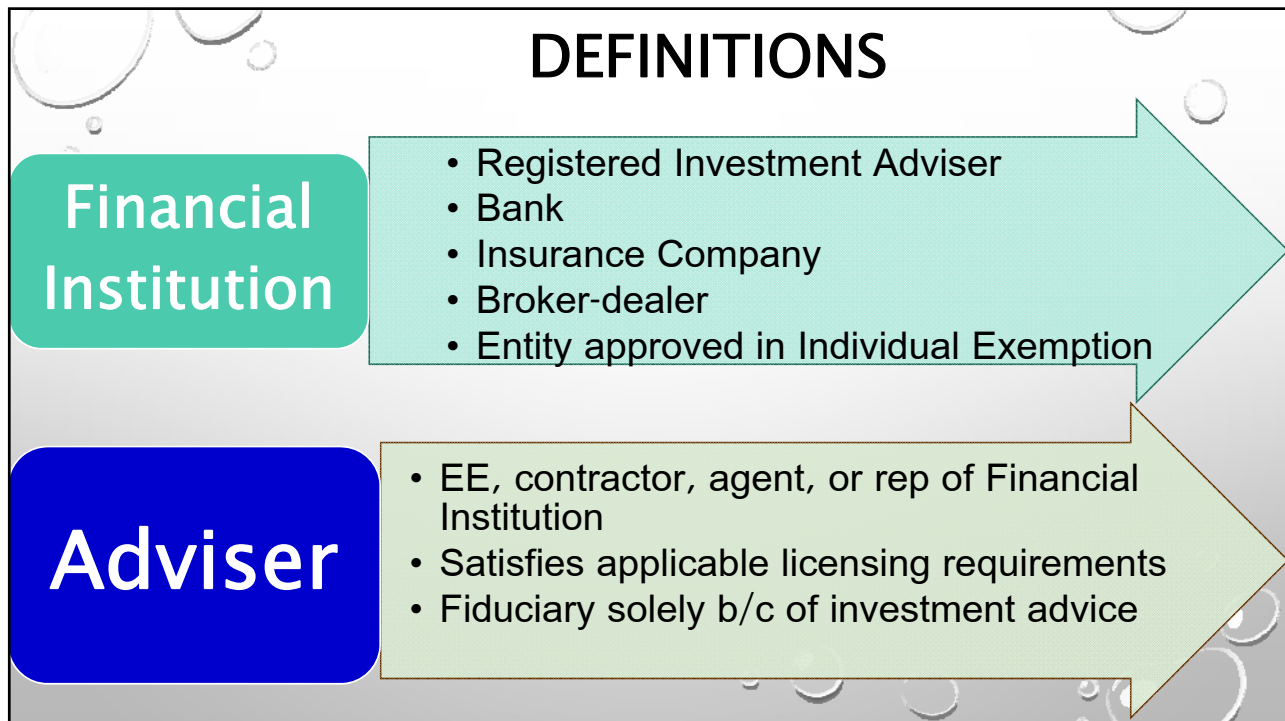 DEFINITIONS
Financial
Institution
• Registered Investment Adviser
• Bank
• Insurance Company
• Broker-dealer
• Entity approved in Individual Exemption
Adviser
• EE, contractor, agent, or rep of Financial
Institution
• Satisfies applicable licensing requirements
• Fiduciary solely b/c of investment advice